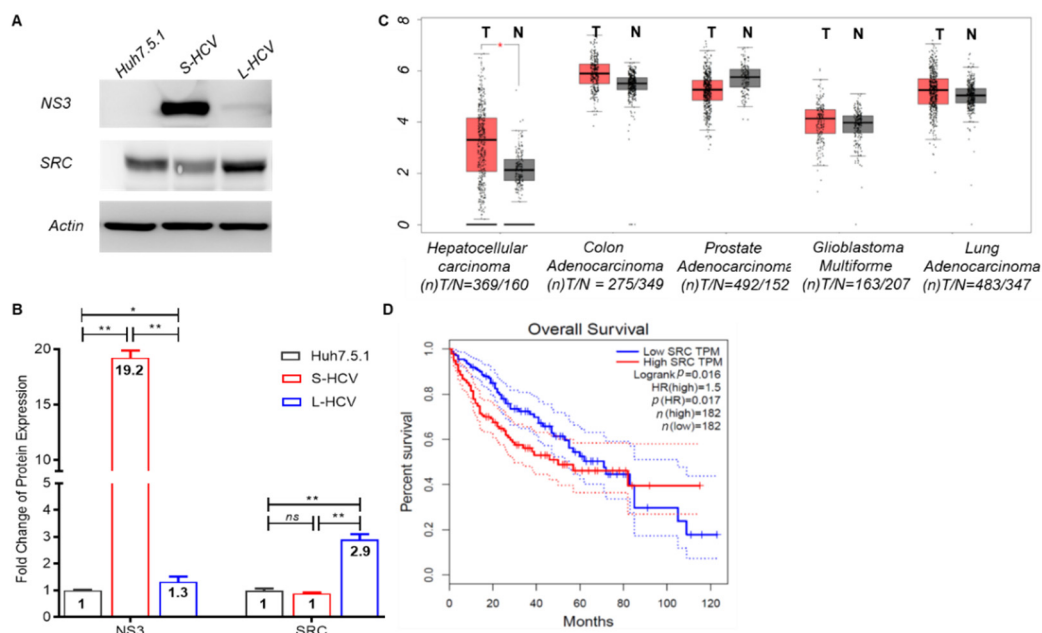 A
Huh7.5.1
S-HCV
L-HCV
NS3
SRC
Actin
B
Fold Change of Protein Expression
20
15
10
5
4
3
2
1
0
*
** **
19.2
1
1.3
**
ns **
1
1
2.9
NS3
SRC
Huh7.5.1
S-HCV
L-HCV
C
8
6
4
2
0
T N
*
T N
T N
T N
T N
Hepatocellular
carcinoma
(n)T/N=369/160
Colon
Adenocarcinoma
(n)T/N = 275/349
Prostate
Adenocarcinoma
(n)T/N=492/152
Glioblastoma
Multiforme
(n)T/N=163/207
Lung
Adenocarcinoma
(n)T/N=483/347
D
Overall Survival
Low SRC TPM
High SRC TPM
Logrank p=0.016
HR(high)=1.5
p(HR)=0.017
n(high)=182
n(low)=182
Percent survival
1.0
0.8
0.6
0.4
0.2
0.0
0 20 40 60 80 100 120
Months